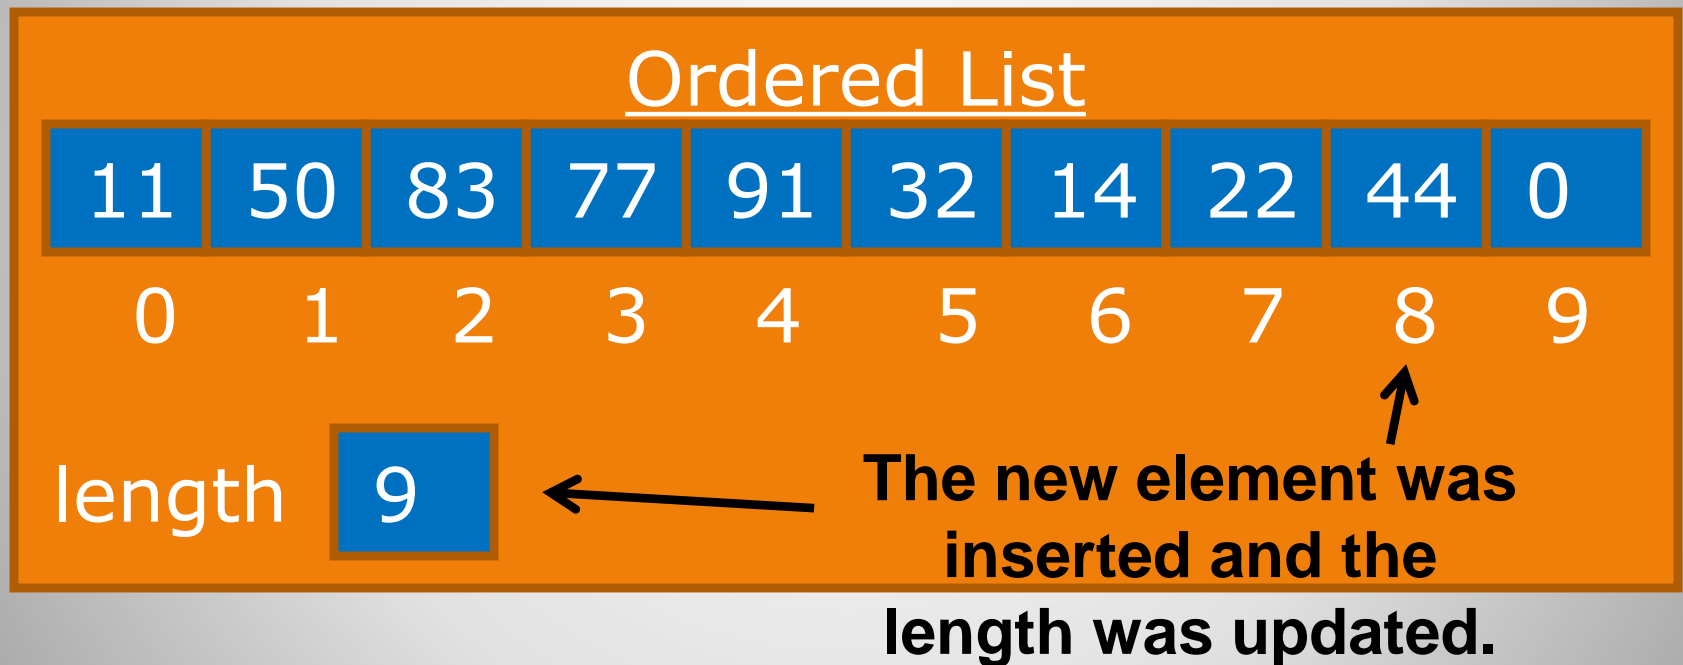 Ordered List
11 50 83 77 91 32 14 22 44 0
0 1 2 3 4 5 6 7 8 9
length 9
The new element was
inserted and the
length was updated.